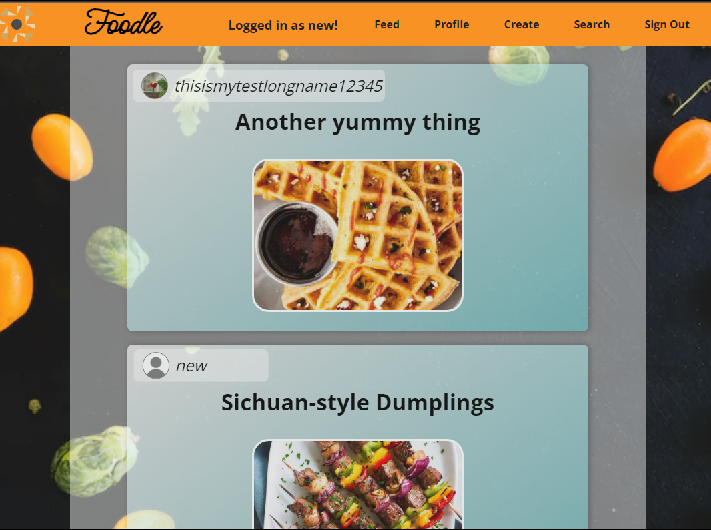 Foodle
Logged in as new!
Feed
Profile
Create
Search
Sign Out
thisismytestlongname12345
Another yummy thing
new
Sichuan-style Dumplings